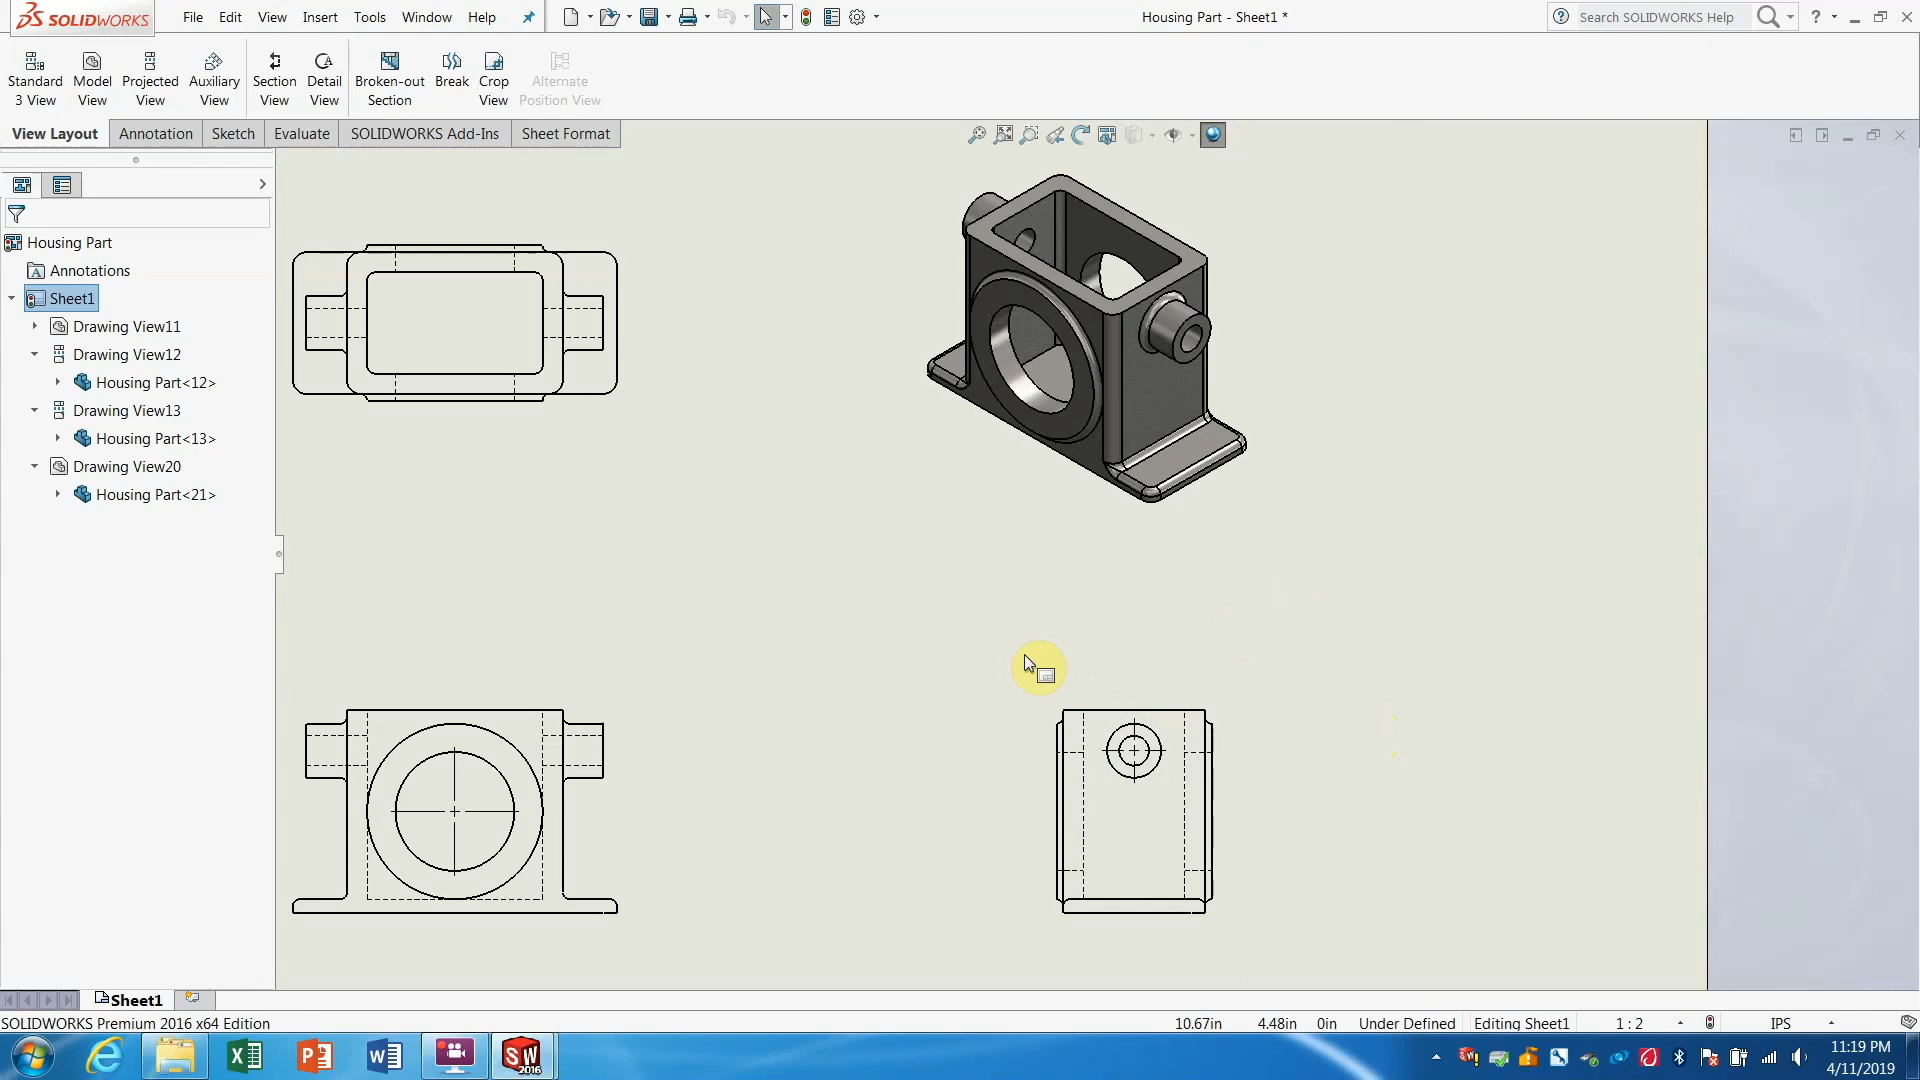 SOLIDWORKS File Edit View Insert Tools Window Help Housing Part - Sheet1 * Search SOLIDWORKS Help
Standard 3 View
Model View
Projected View
Auxiliary View
Section View
Detail View
Broken-out Section
Break
Crop View
Alternate Position View
View Layout Annotation Sketch Evaluate SOLIDWORKS Add-Ins Sheet Format
Housing Part
Annotations
Sheet1
Drawing View11
Drawing View12
Housing Part<12>
Drawing View13
Housing Part<13>
Drawing View20
Housing Part<21>
Sheet1
SOLIDWORKS Premium 2016 x64 Edition 10.67in 4.48in 0in Under Defined Editing Sheet1 1 : 2 IPS
SW 2016
11:19 PM
4/11/2019